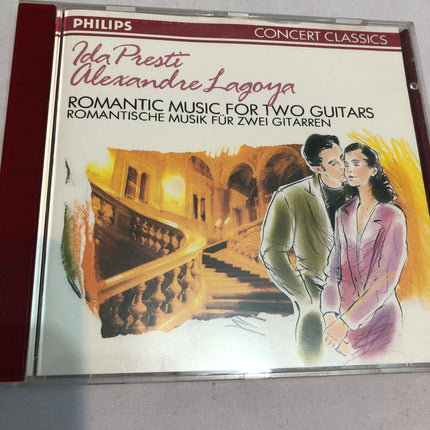 PHILIPS
CONCERT CLASSICS
Ida Presti
Alexandre Lagoya
ROMANTIC MUSIC FOR TWO GUITARS
ROMANTISCHE MUSIK FÜR ZWEI GITARREN